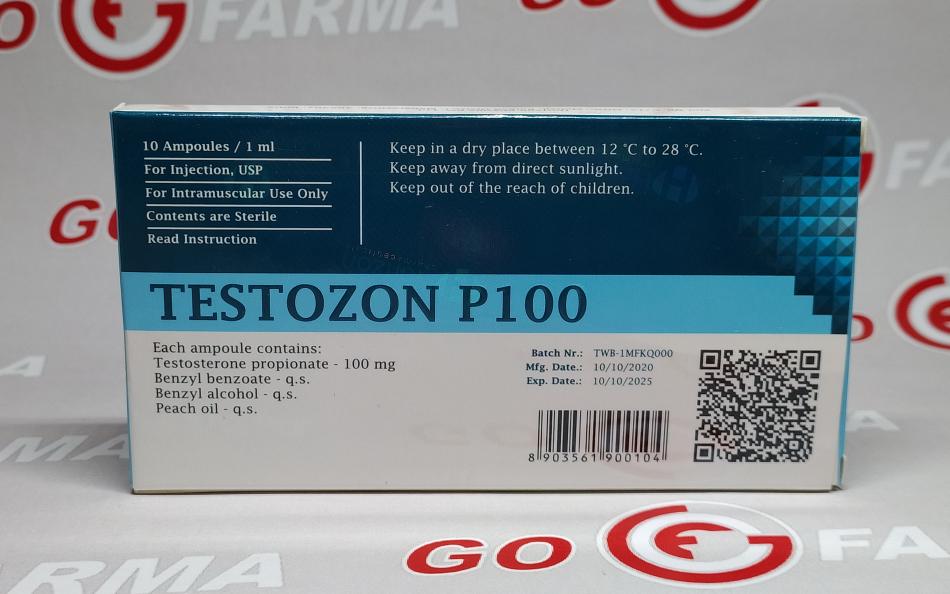 FARMA
10 Ampoules / 1 ml
For Injection, USP
For Intramuscular Use Only
Contents are Sterile
Read Instruction
Keep in a dry place between 12 °C to 28 °C.
Keep away from direct sunlight.
Keep out of the reach of children.
GO
TESTOZON P100
Each ampoule contains:
Testosterone propionate - 100 mg
Benzyl benzoate - q.s.
Benzyl alcohol - q.s.
Peach oil - q.s.
Batch Nr.: TWB-1MFKQ000
Mfg. Date.: 10/10/2020
Exp. Date.: 10/10/2025
8 903561 900104
GO FA
RMA